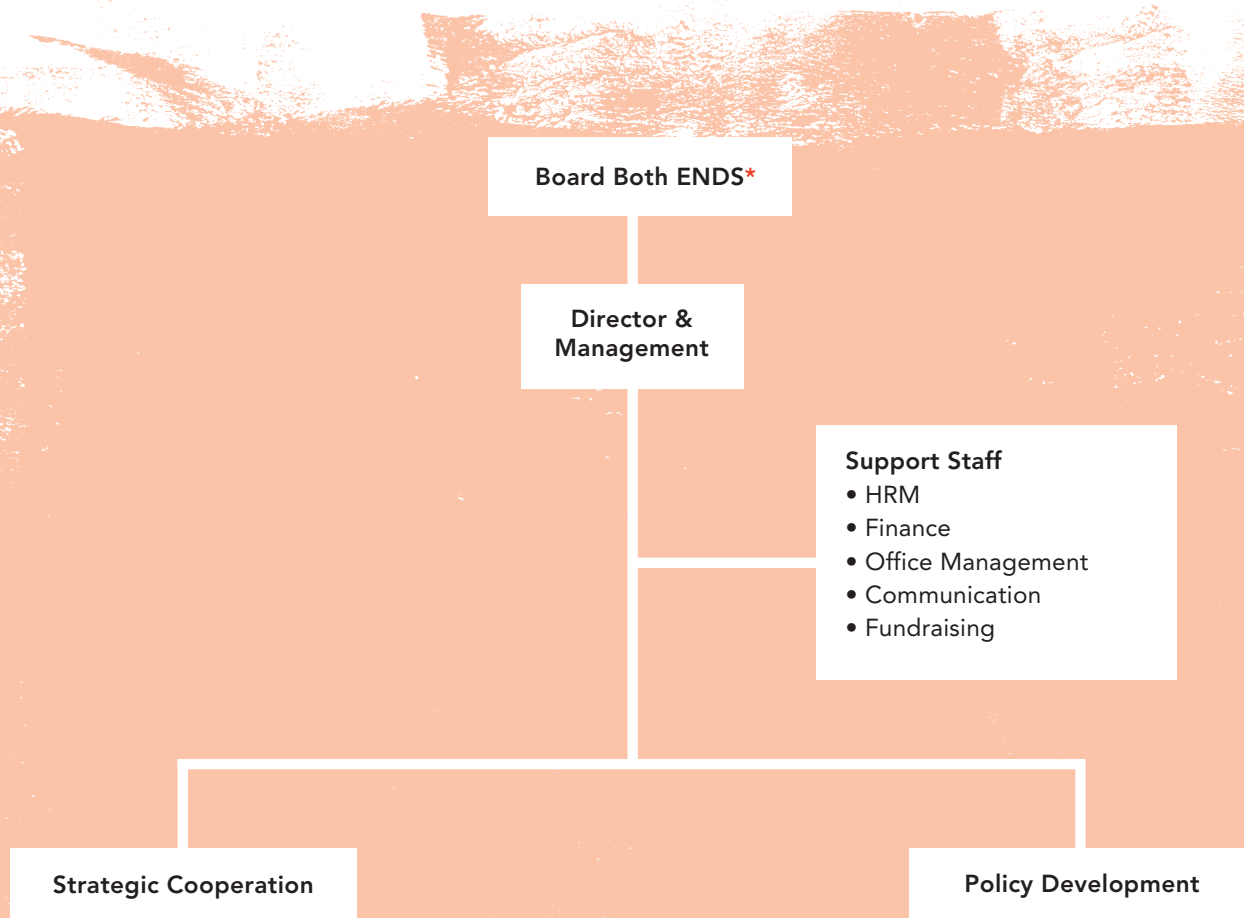 Board Both ENDS*
Director &
Management
Support Staff
• HRM
• Finance
• Office Management
• Communication
• Fundraising
Strategic Cooperation
Policy Development